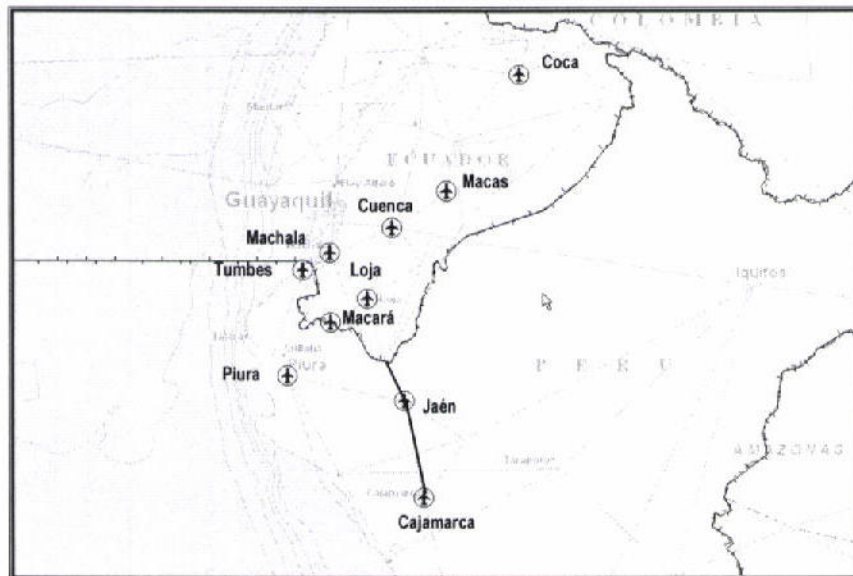 COLOMBIA
Coca
ECUADOR
Macas
Guayaquil
Cuenca
Machala
Tumbes
Loja
Iquitos
Macará
Piura
Piura
PERU
Jaén
AMAZONAS
Cajamarca